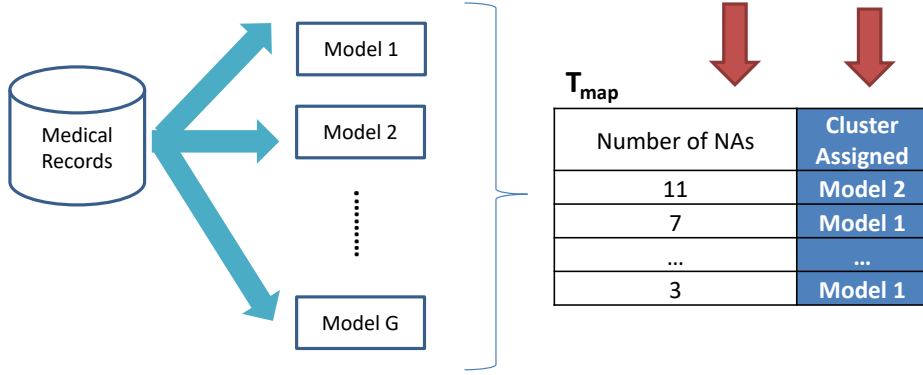 Medical
Records
Model 1
Model 2
Model G
T_map
Number of NAs
Cluster
Assigned
11
Model 2
7
Model 1
...
...
3
Model 1